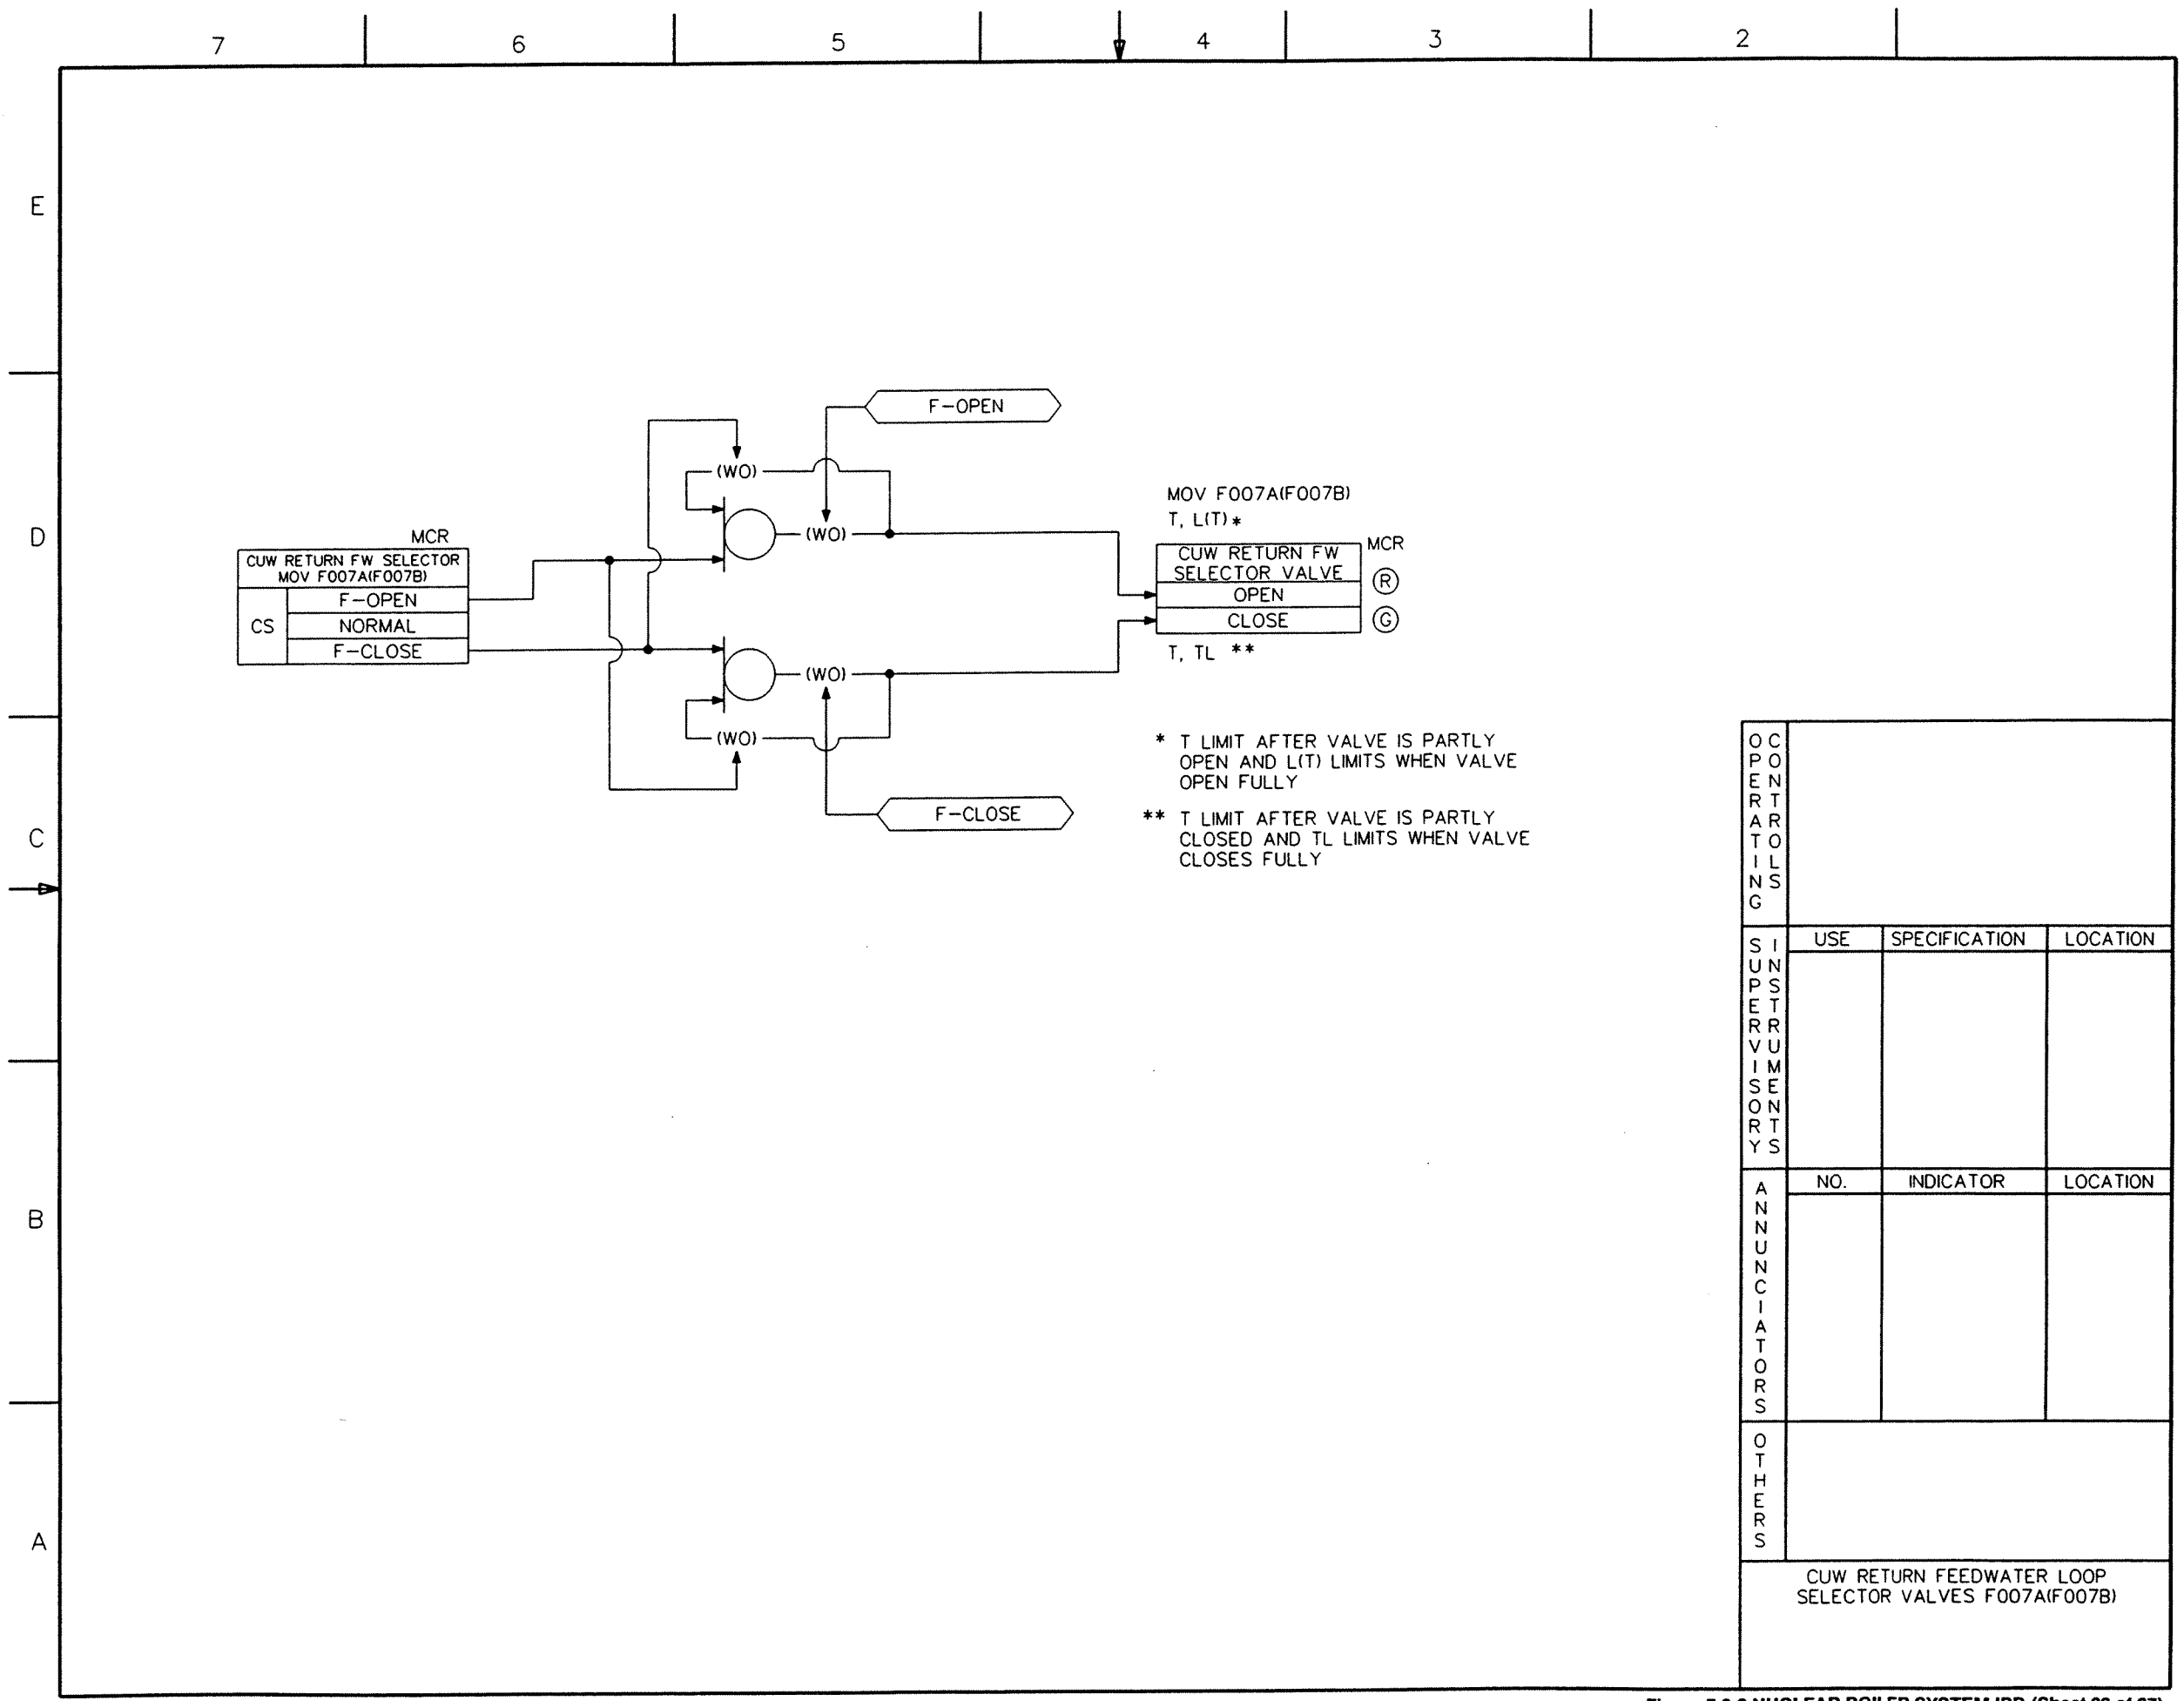 7 6 5 4 3 2
E
D
C
B
A
F-OPEN
(WO)
(WO)
MCR
CUW RETURN FW SELECTOR
MOV F007A(F007B)
CS
F-OPEN
NORMAL
F-CLOSE
(WO)
(WO)
F-CLOSE
MOV F007A(F007B)
T, L(T)*
MCR
CUW RETURN FW
SELECTOR VALVE
OPEN
CLOSE
R
G
T, TL **
* T LIMIT AFTER VALVE IS PARTLY
OPEN AND L(T) LIMITS WHEN VALVE
OPEN FULLY
** T LIMIT AFTER VALVE IS PARTLY
CLOSED AND TL LIMITS WHEN VALVE
CLOSES FULLY
OPERATING
CONTROLS
SUPERVISORY
INSTRUMENTS
USE SPECIFICATION LOCATION
ANNUNCIATORS
NO. INDICATOR LOCATION
OTHERS
CUW RETURN FEEDWATER LOOP
SELECTOR VALVES F007A(F007B)